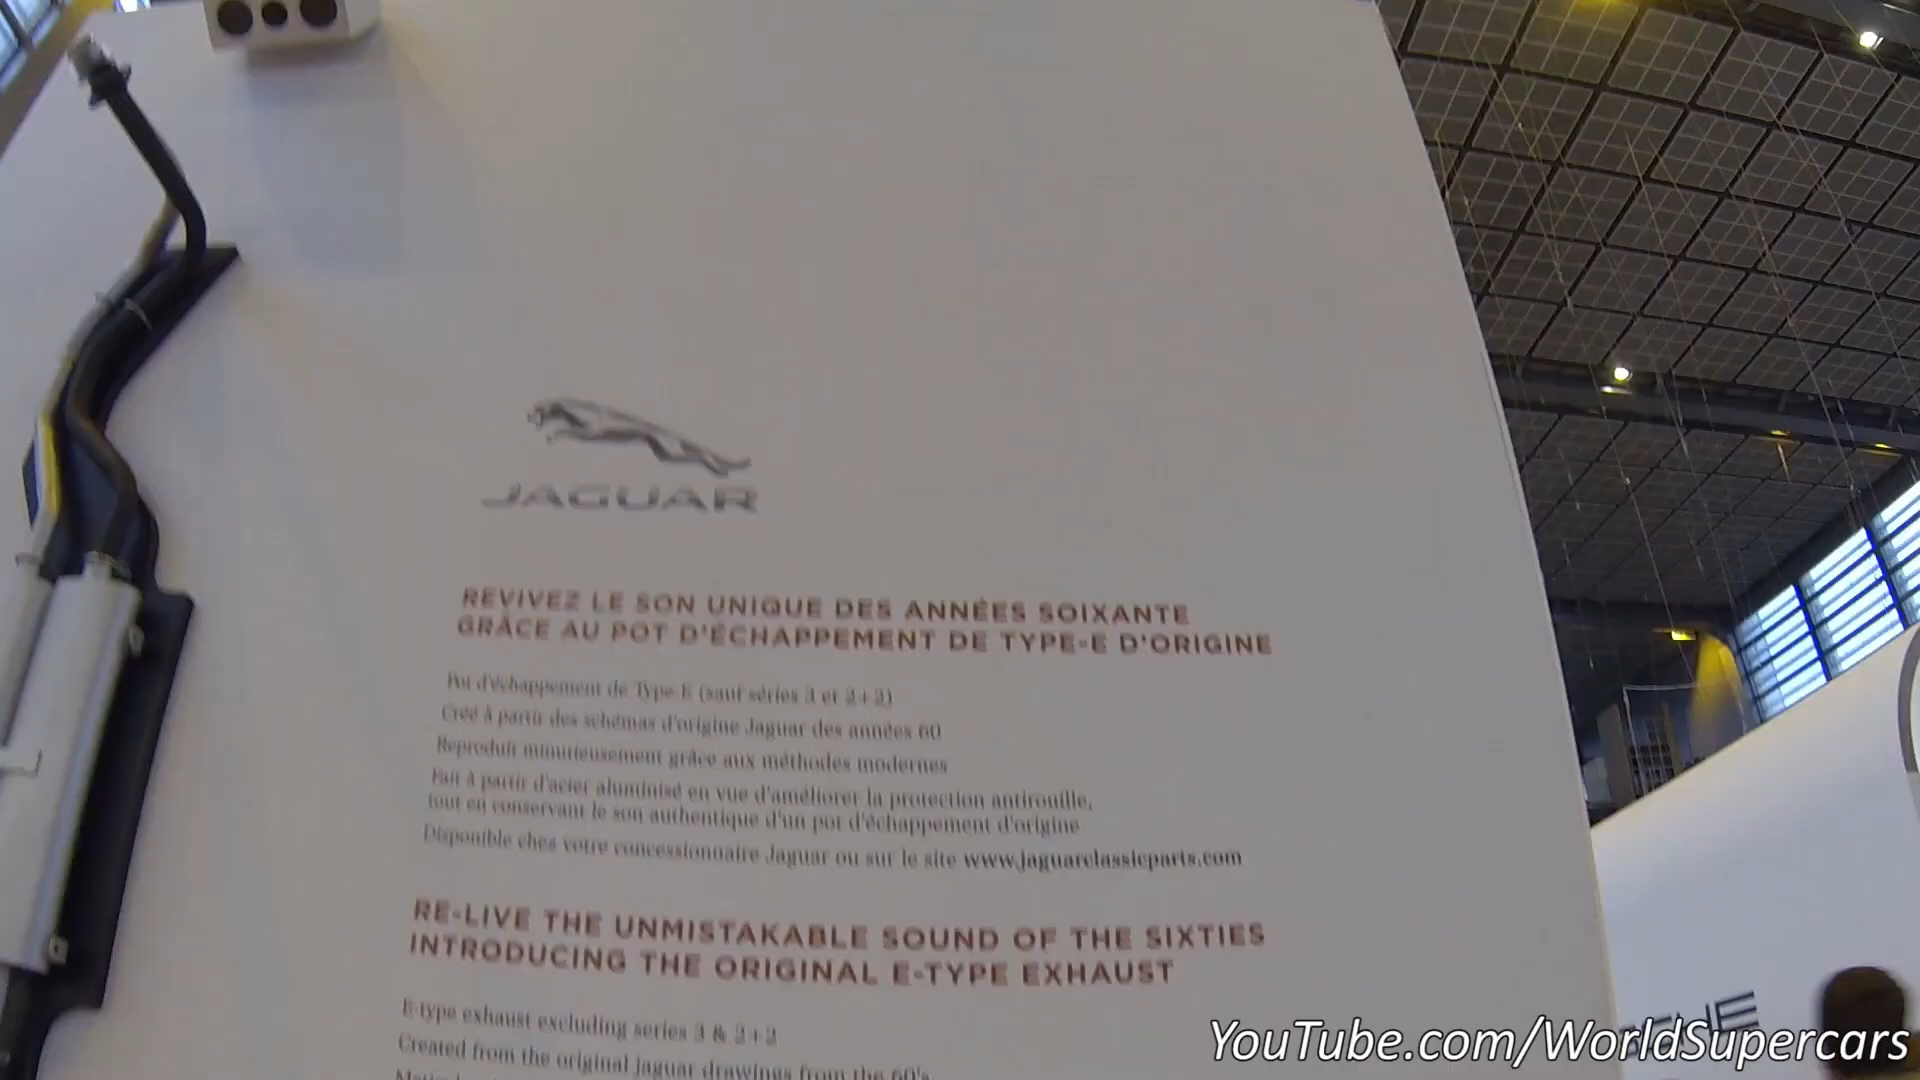 JAGUAR
REVIVEZ LE SON UNIQUE DES ANNÉES SOIXANTE
GRÂCE AU POT D'ÉCHAPPEMENT DE TYPE-E D'ORIGINE
Pot d'échappement de Type-E (sauf séries 3 et 2+2)
Créé à partir des schémas d'origine Jaguar des années 60
Reproduit minutieusement grâce aux méthodes modernes
Fait à partir d'acier aluminisé en vue d'améliorer la protection antirouille,
tout en conservant le son authentique d'un pot d'échappement d'origine
Disponible chez votre concessionnaire Jaguar ou sur le site www.jaguarclassicparts.com
RE-LIVE THE UNMISTAKABLE SOUND OF THE SIXTIES
INTRODUCING THE ORIGINAL E-TYPE EXHAUST
E-type exhaust excluding series 3 & 2+2
Created from the original jaguar drawings from the 60's
YouTube.com/WorldSupercars